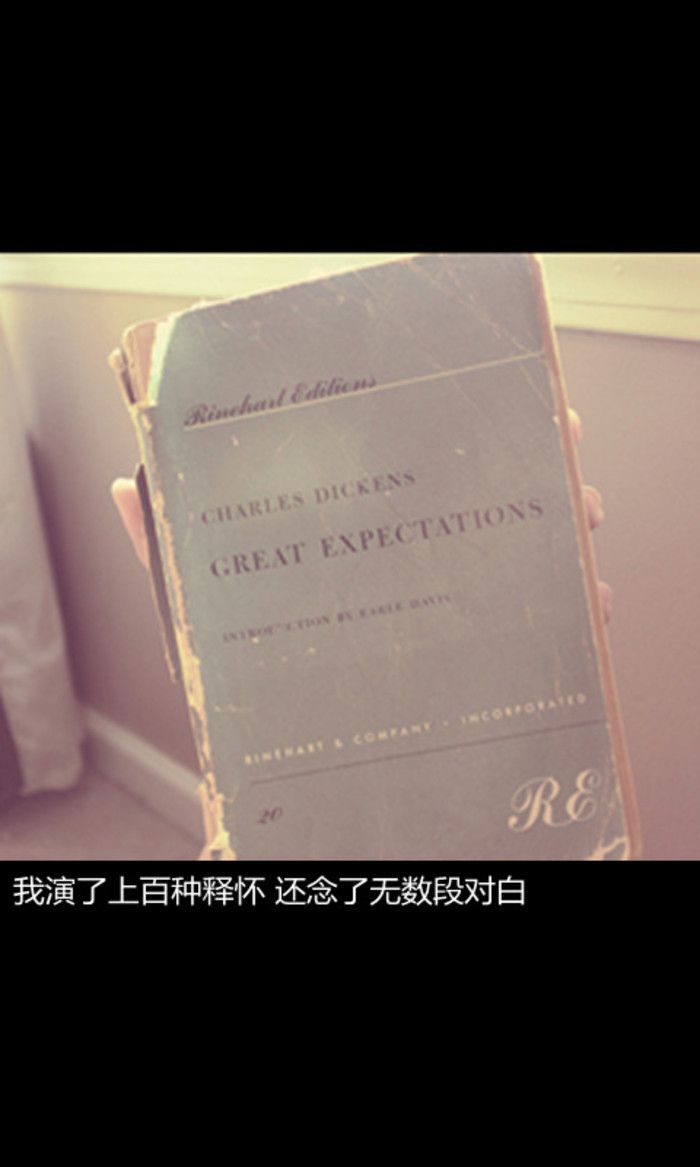 Rinehart Editions
CHARLES DICKENS
GREAT EXPECTATIONS
INTRODUCTION BY EARLE DAVIS
RINEHART & COMPANY · INCORPORATED
20
RE
我演了上百种释怀 还念了无数段对白